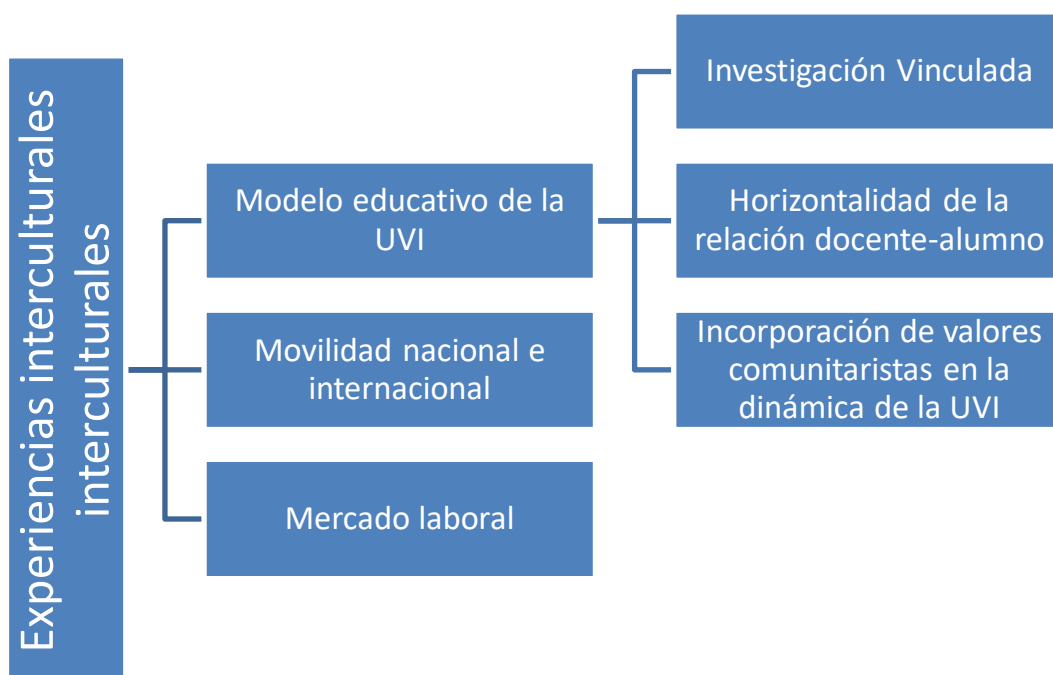 Experiencias interculturales
interculturales
Modelo educativo de la
UVI
Movilidad nacional e
internacional
Mercado laboral
Investigación Vinculada
Horizontalidad de la
relación docente-alumno
Incorporación de valores
comunitaristas en la
dinámica de la UVI